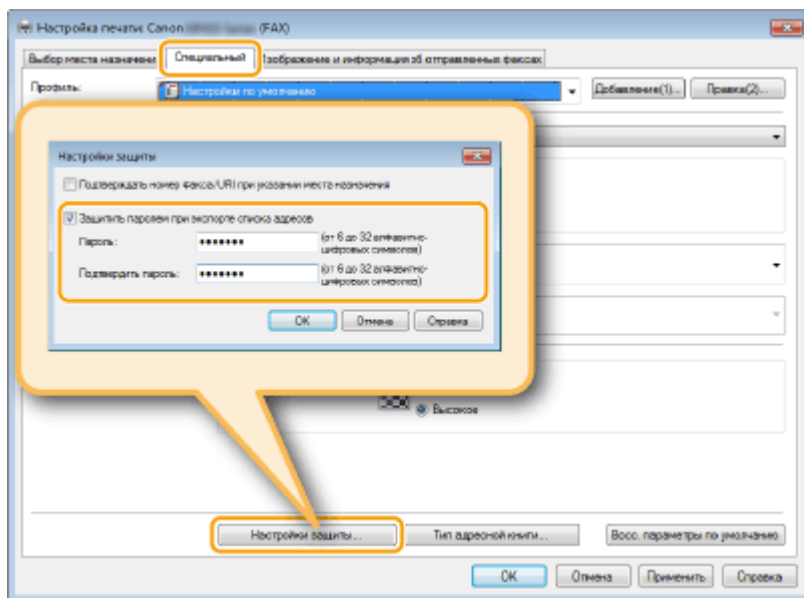 Настройка печати Canon (FAX)
Выбор места назначени Специальный Изображение и информация об отправленных факсах
Профиль: Настройки по умолчанию Добавление(1)... Правка(2)...
Настройки защиты
Подтверждать номер факса/URI при указании места назначения
Защитить паролем при экспорте списка адресов
Пароль: ●●●●●●● (от 6 до 32 алфавитно-
цифровых символов)
Подтвердить пароль: ●●●●●●● (от 6 до 32 алфавитно-
цифровых символов)
OK Отмена Справка
Высокое
Настройки защиты... Тип адресной книги... Восс. параметры по умолчанию
OK Отмена Применить Справка